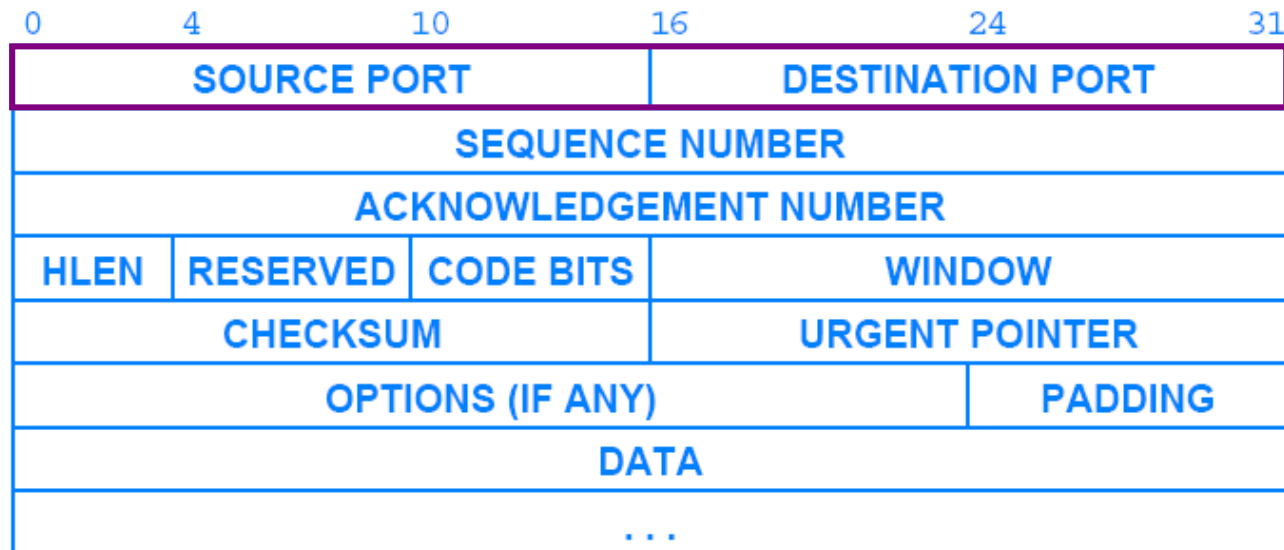 0 4 10 16 24 31
SOURCE PORT DESTINATION PORT
SEQUENCE NUMBER
ACKNOWLEDGEMENT NUMBER
HLEN RESERVED CODE BITS WINDOW
CHECKSUM URGENT POINTER
OPTIONS (IF ANY) PADDING
DATA
...